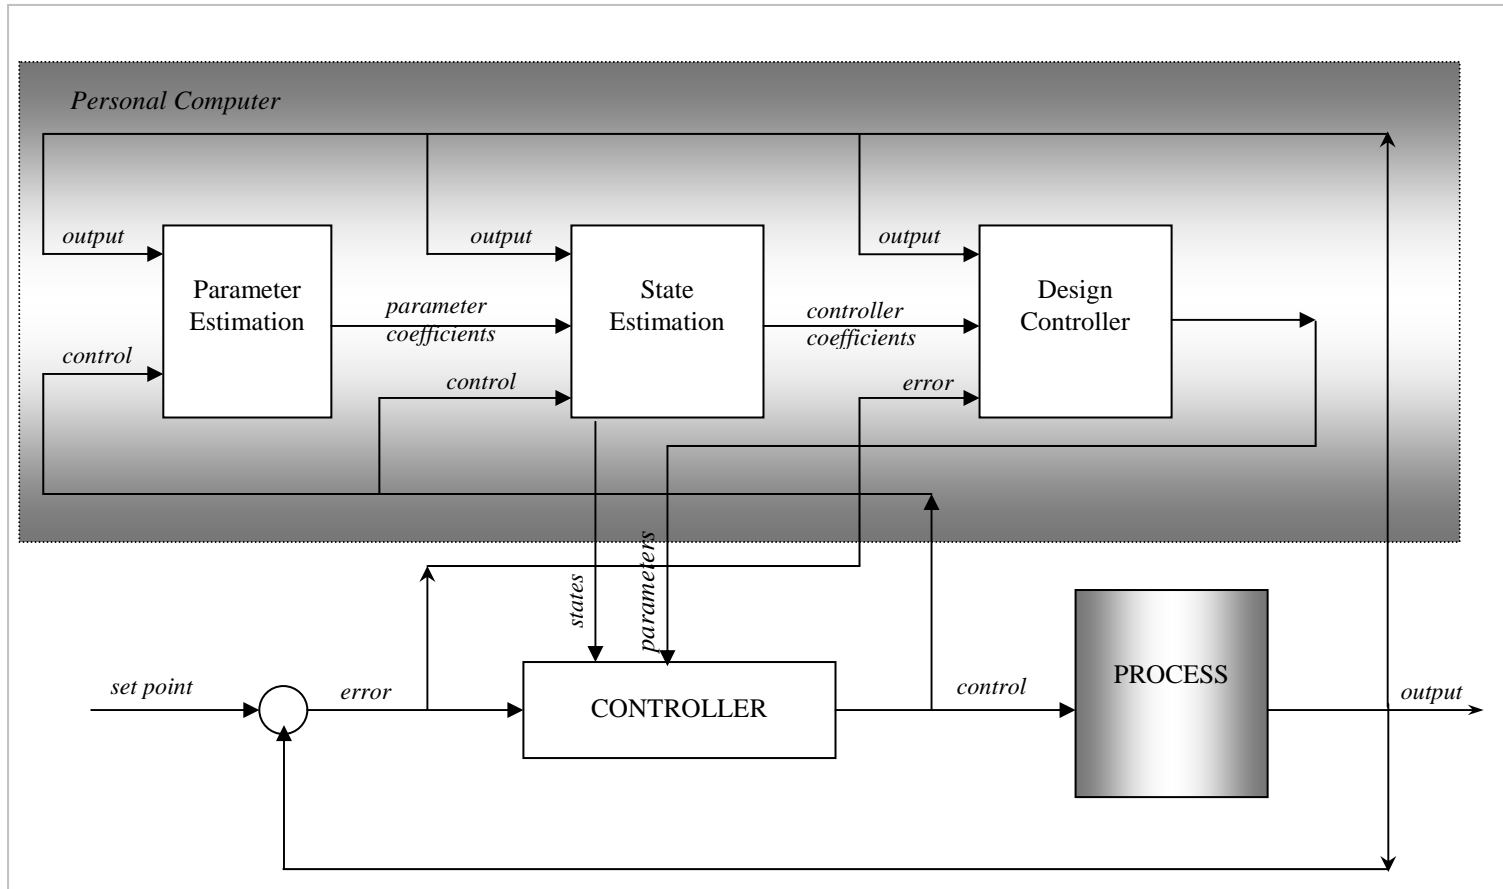 Personal Computer
output
output
output
Parameter
Estimation
State
Estimation
Design
Controller
parameter
coefficients
controller
coefficients
control
control
error
states
parameters
set point
error
CONTROLLER
control
PROCESS
output